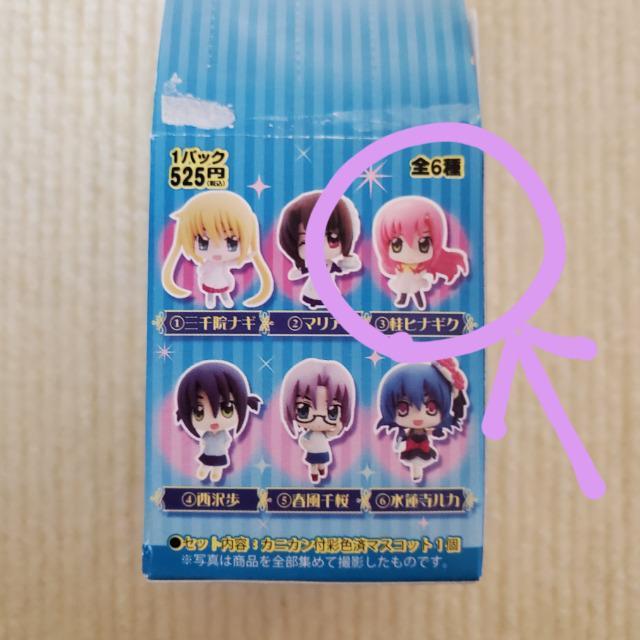 1パック
525円(税込)
全6種
①三千院ナギ
②マリア
③桂ヒナギク
④西沢歩
⑤春風千桜
⑥水蓮寺ルカ
●セット内容：カニカン付彩色済マスコット1個
※写真は商品を全部集めて撮影したものです。